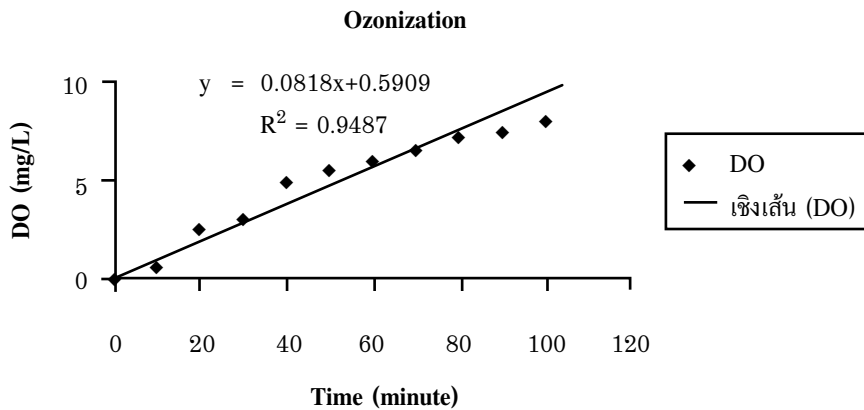 Ozonization
y = 0.0818x+0.5909
R² = 0.9487
10
5
0
DO (mg/L)
0 20 40 60 80 100 120
Time (minute)
DO
เชิงเส้น (DO)